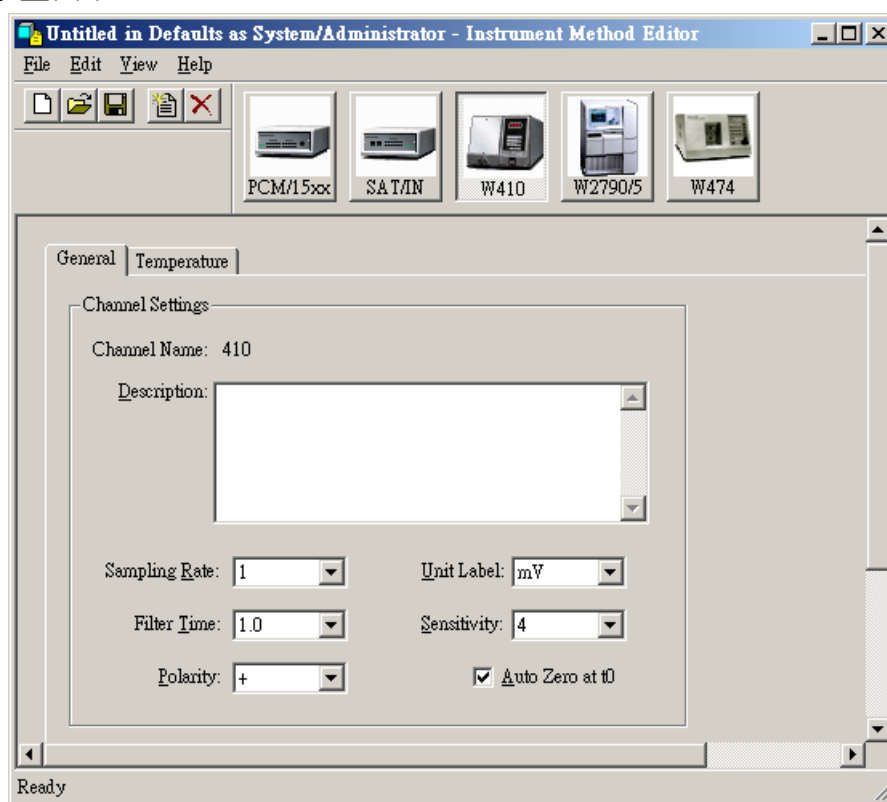 Untitled in Defaults as System/Administrator - Instrument Method Editor
File Edit View Help
PCM/15xx SAT/IN W410 W2790/5 W474
General Temperature
Channel Settings
Channel Name: 410
Description:
Sampling Rate: 1 Unit Label: mV
Filter Time: 1.0 Sensitivity: 4
Polarity: + Auto Zero at t0
Ready